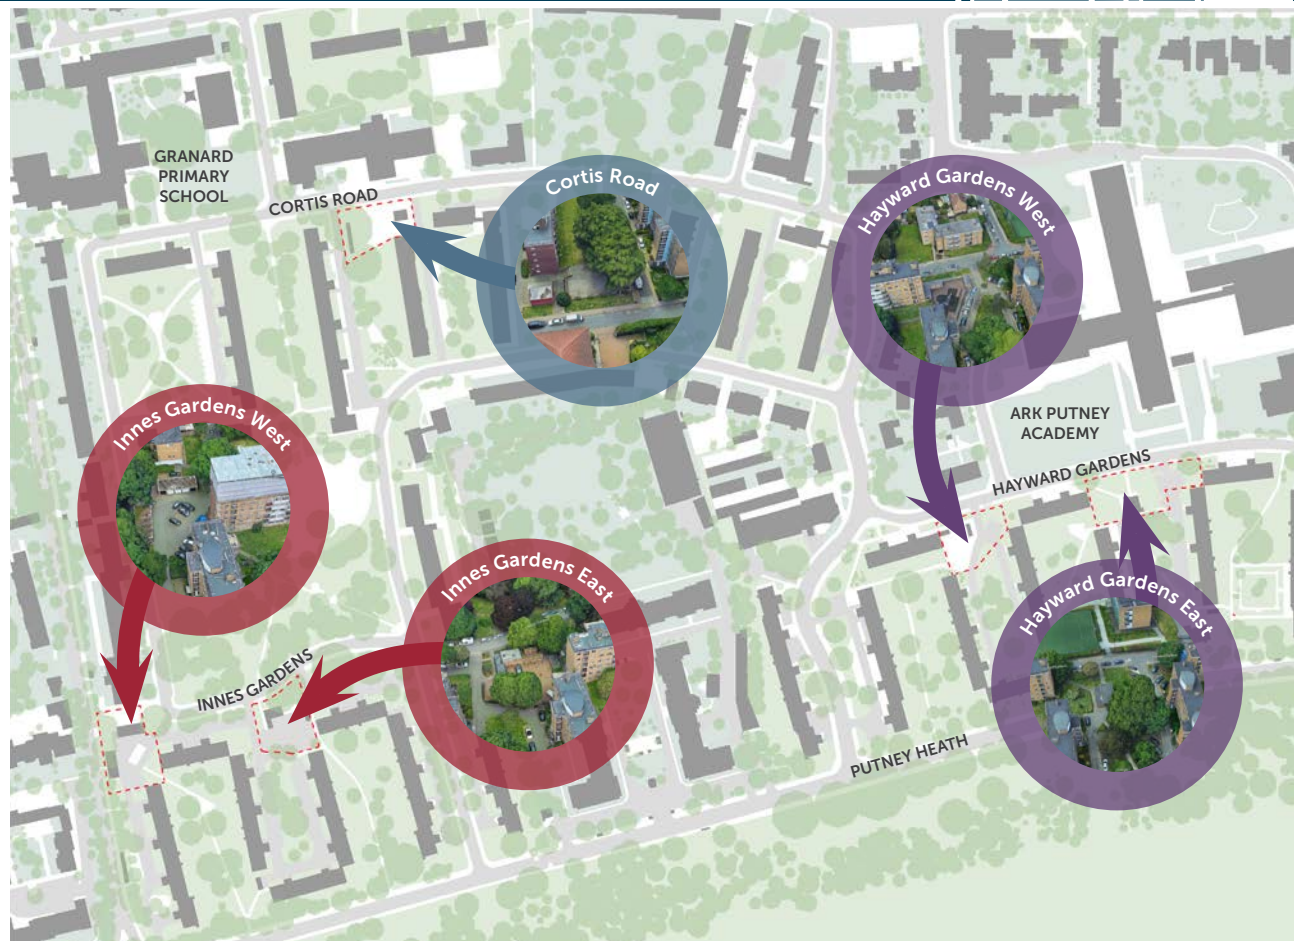 GRANARD
PRIMARY
SCHOOL
CORTIS ROAD
Cortis Road
Hayward Gardens West
ARK PUTNEY
ACADEMY
HAYWARD GARDENS
Innes Gardens West
Innes Gardens East
Hayward Gardens East
INNES GARDENS
PUTNEY HEATH